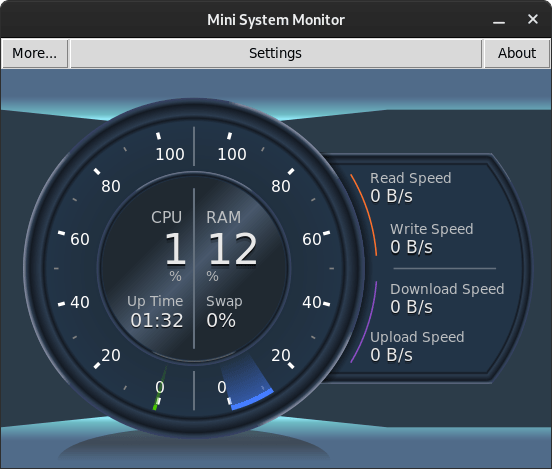 Mini System Monitor
More... Settings About
100 100
80 80
60 60
40 40
20 20
0 0
CPU RAM
1 12
% %
Up Time Swap
01:32 0%
Read Speed
0 B/s
Write Speed
0 B/s
Download Speed
0 B/s
Upload Speed
0 B/s